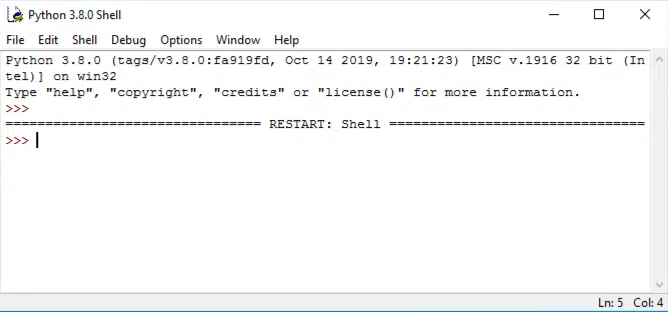 Python 3.8.0 Shell
File Edit Shell Debug Options Window Help
Python 3.8.0 (tags/v3.8.0:fa919fd, Oct 14 2019, 19:21:23) [MSC v.1916 32 bit (In
tel)] on win32
Type "help", "copyright", "credits" or "license()" for more information.
>>>
================================ RESTART: Shell ================================
>>>
Ln: 5 Col: 4